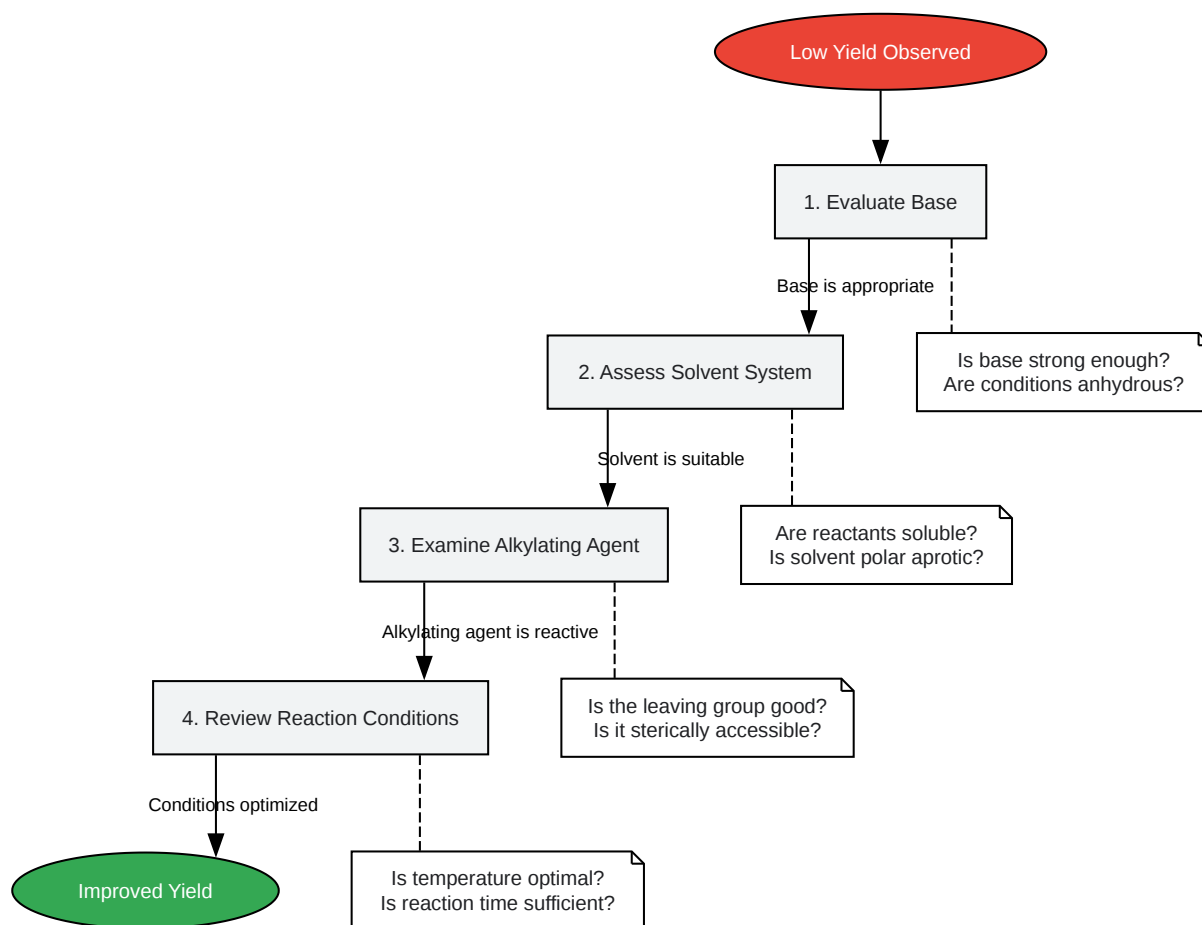 Low Yield Observed
1. Evaluate Base
Base is appropriate
Is base strong enough?
Are conditions anhydrous?
2. Assess Solvent System
Solvent is suitable
Are reactants soluble?
Is solvent polar aprotic?
3. Examine Alkylating Agent
Alkylating agent is reactive
Is the leaving group good?
Is it sterically accessible?
4. Review Reaction Conditions
Conditions optimized
Is temperature optimal?
Is reaction time sufficient?
Improved Yield